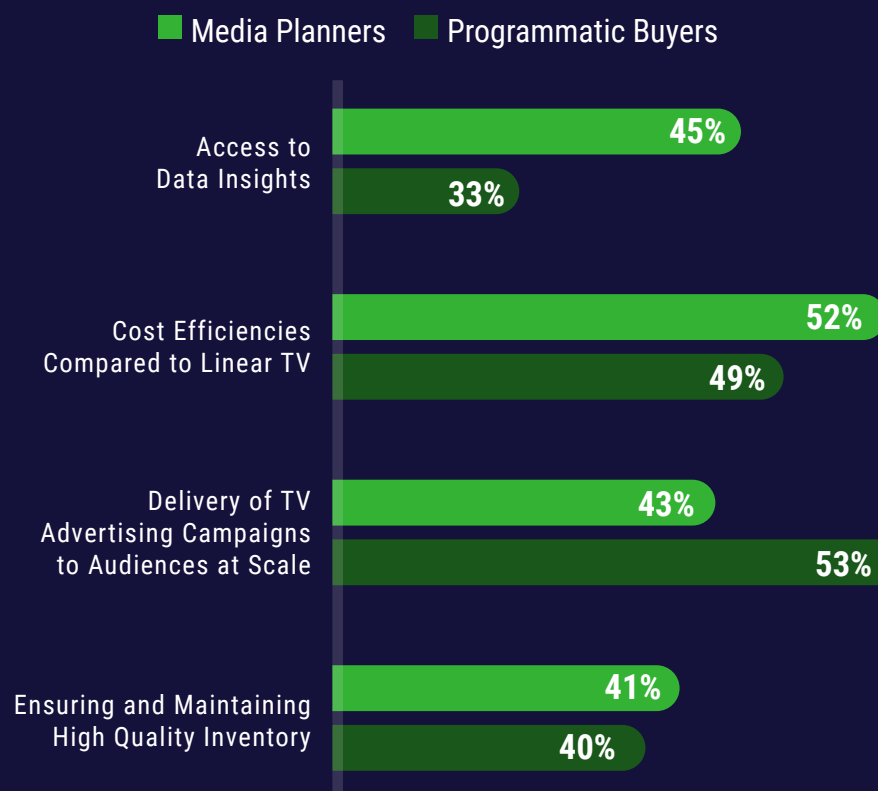 Media Planners Programmatic Buyers
Access to
Data Insights
45%
33%
Cost Efficiencies
Compared to Linear TV
52%
49%
Delivery of TV
Advertising Campaigns
to Audiences at Scale
43%
53%
Ensuring and Maintaining
High Quality Inventory
41%
40%